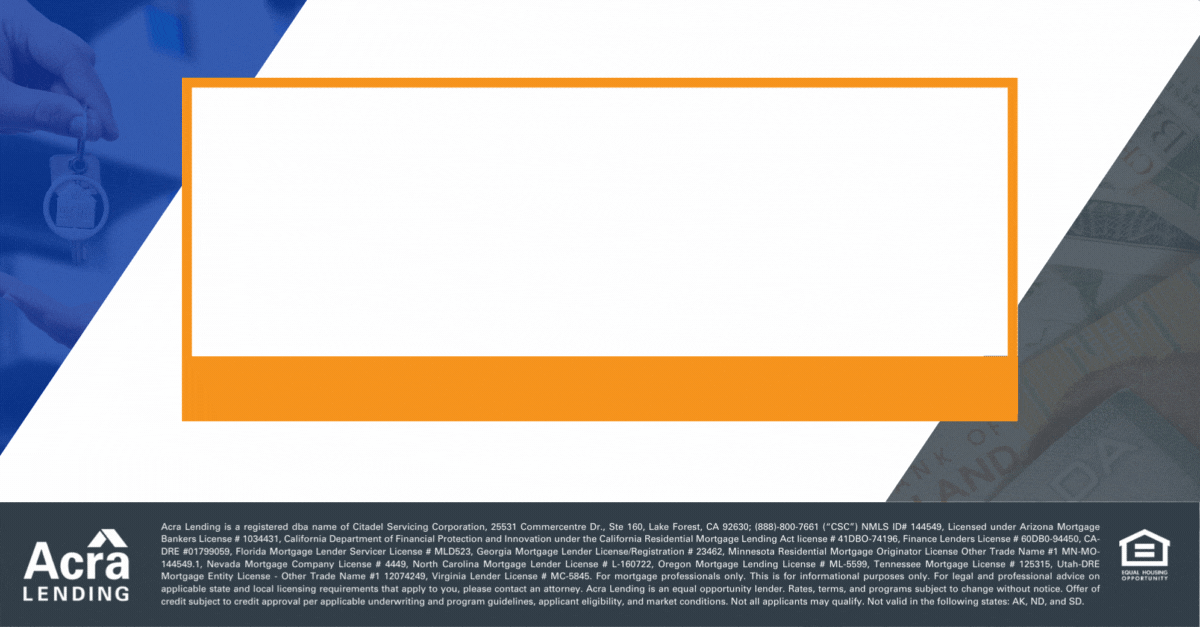 BANK OF
LAND
DA
Acra
LENDING
Acra Lending is a registered dba name of Citadel Servicing Corporation, 25531 Commercentre Dr., Ste 160, Lake Forest, CA 92630; (888)-800-7661 (“CSC”) NMLS ID# 144549, Licensed under Arizona Mortgage
Bankers License # 1034431, California Department of Financial Protection and Innovation under the California Residential Mortgage Lending Act license # 41DBO-74196, Finance Lenders License # 60DB0-94450, CA-
DRE #01799059, Florida Mortgage Lender Servicer License # MLD523, Georgia Mortgage Lender License/Registration # 23462, Minnesota Residential Mortgage Originator License Other Trade Name #1 MN-MO-
144549.1, Nevada Mortgage Company License # 4449, North Carolina Mortgage Lender License # L-160722, Oregon Mortgage Lending License # ML-5599, Tennessee Mortgage License # 125315, Utah-DRE
Mortgage Entity License - Other Trade Name #1 12074249, Virginia Lender License # MC-5845. For mortgage professionals only. This is for informational purposes only. For legal and professional advice on
applicable state and local licensing requirements that apply to you, please contact an attorney. Acra Lending is an equal opportunity lender. Rates, terms, and programs subject to change without notice. Offer of
credit subject to credit approval per applicable underwriting and program guidelines, applicant eligibility, and market conditions. Not all applicants may qualify. Not valid in the following states: AK, ND, and SD.
EQUAL HOUSING
OPPORTUNITY